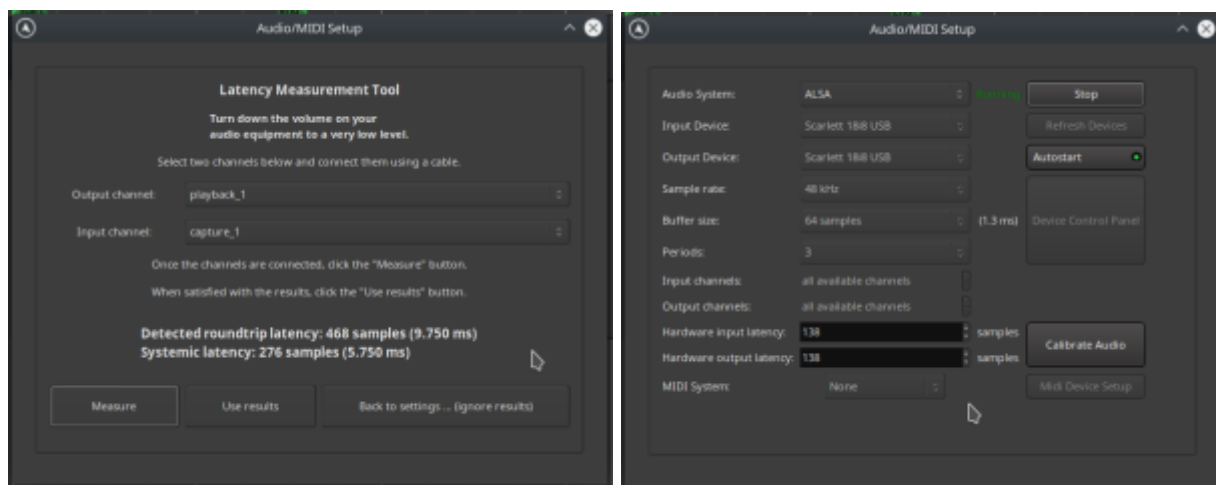 Audio/MIDI Setup
Latency Measurement Tool
Turn down the volume on your
audio equipment to a very low level.
Select two channels below and connect them using a cable.
Output channel: playback_1
Input channel: capture_1
Once the channels are connected, click the "Measure" button.
When satisfied with the results, click the "Use results" button.
Detected roundtrip latency: 468 samples (9.750 ms)
Systemic latency: 276 samples (5.750 ms)
Measure Use results Back to settings ... (ignore results)
Audio/MIDI Setup
Audio System: ALSA Running Stop
Input Device: Scarlett 18i8 USB Refresh Devices
Output Device: Scarlett 18i8 USB Autostart
Sample rate: 48 kHz
Buffer size: 64 samples (1.3 ms) Device Control Panel
Periods: 3
Input channels: all available channels
Output channels: all available channels
Hardware input latency: 138 samples
Calibrate Audio
Hardware output latency: 138 samples
MIDI System: None Midi Device Setup